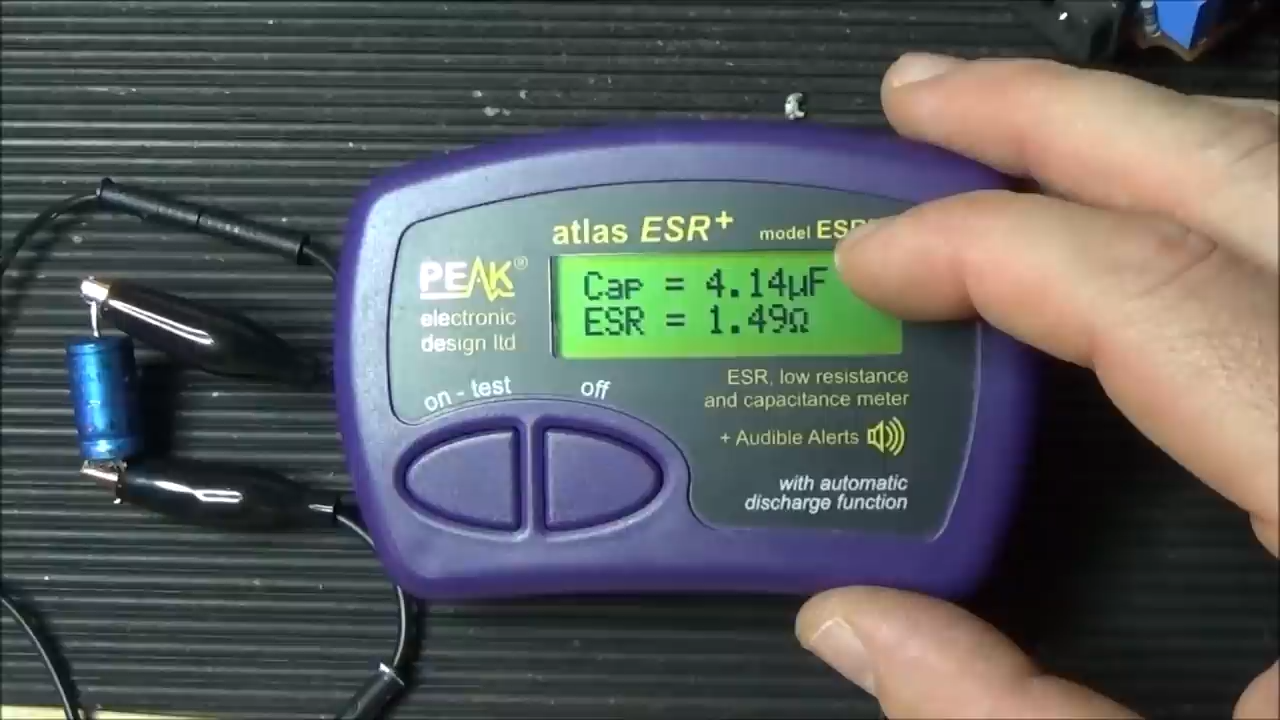 atlas ESR+ model
PEAK®
electronic
design ltd
Cap = 4.14µF
ESR = 1.49Ω
on - test off
ESR, low resistance
and capacitance meter
+ Audible Alerts
with automatic
discharge function